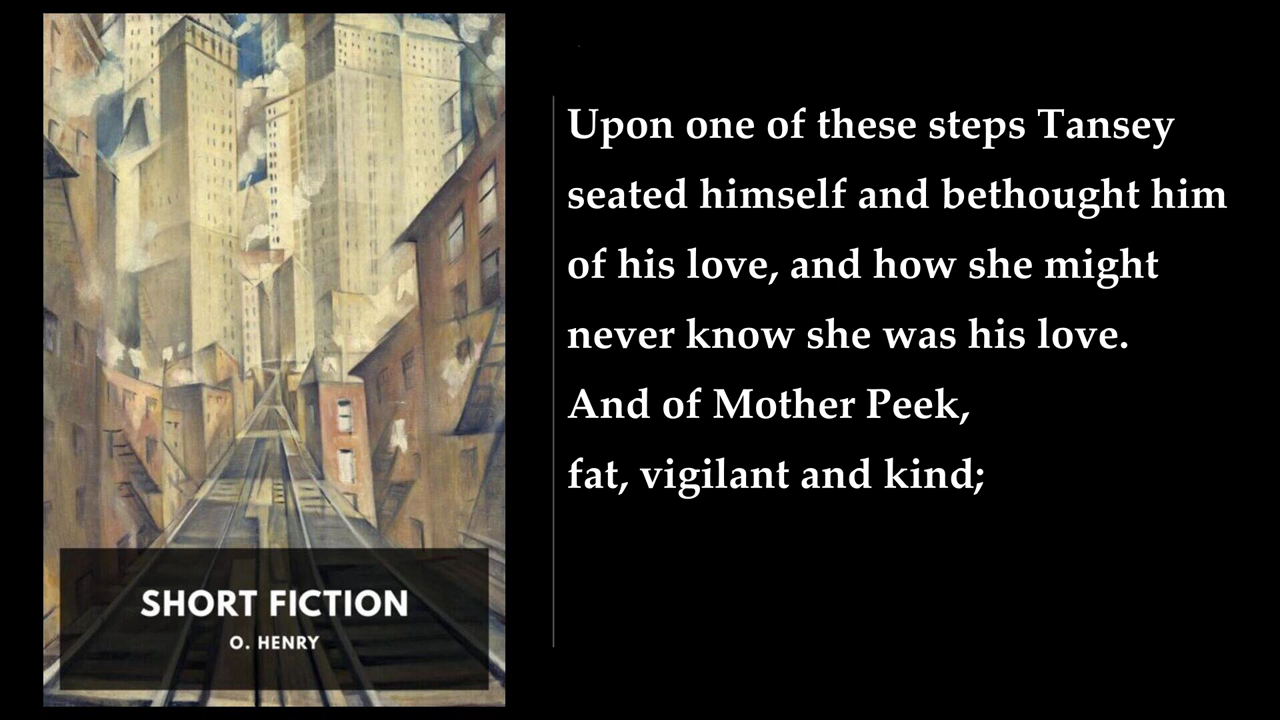 SHORT FICTION
O. HENRY
Upon one of these steps Tansey
seated himself and bethought him
of his love, and how she might
never know she was his love.
And of Mother Peek,
fat, vigilant and kind;